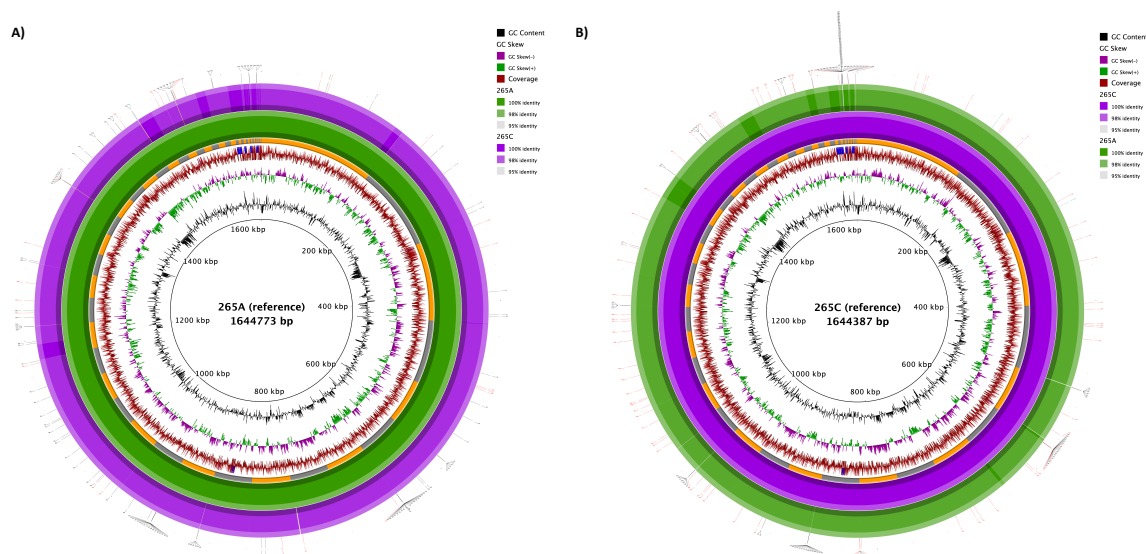 A)
GC Content
GC Skew
GC Skew(-)
GC Skew(+)
Coverage
265A
100% identity
98% identity
95% identity
265C
100% identity
98% identity
95% identity
1600 kbp
200 kbp
1400 kbp
265A (reference)
1644773 bp
400 kbp
1200 kbp
600 kbp
1000 kbp
800 kbp
B)
GC Content
GC Skew
GC Skew(-)
GC Skew(+)
Coverage
265C
100% identity
98% identity
95% identity
265A
100% identity
98% identity
95% identity
1600 kbp
200 kbp
1400 kbp
265C (reference)
1644387 bp
400 kbp
1200 kbp
600 kbp
1000 kbp
800 kbp